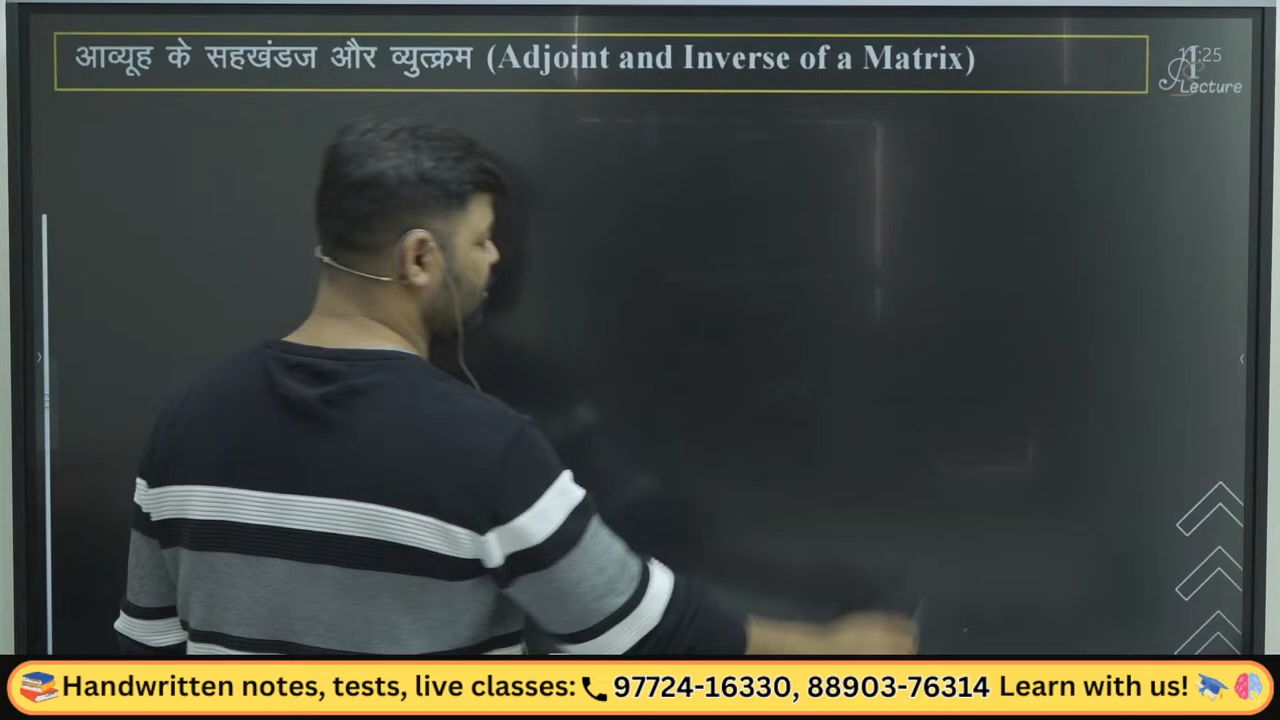 आव्यूह के सहखंडज और व्युत्क्रम (Adjoint and Inverse of a Matrix)
11:25
Lecture
Handwritten notes, tests, live classes: 97724-16330, 88903-76314 Learn with us!